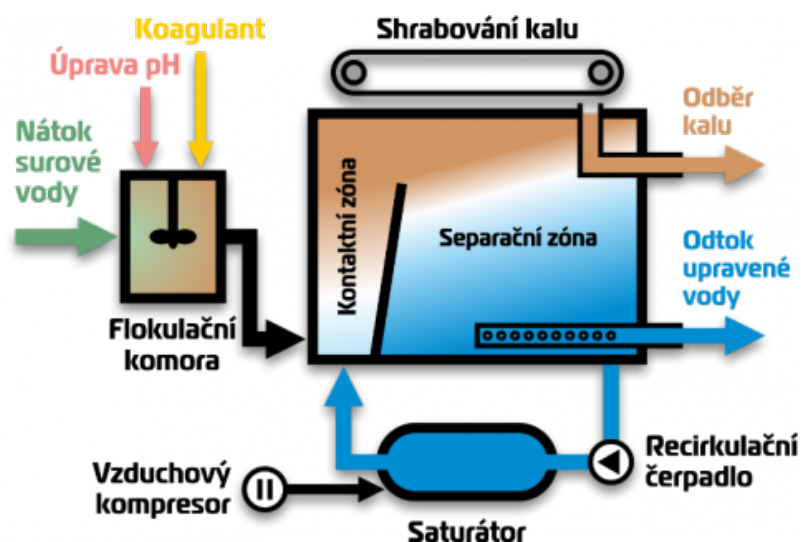 Koagulant
Úprava pH
Nátok
surové
vody
Flokulační
komora
Shrabování kalu
Kontaktní zóna
Separační zóna
Odběr
kalu
Odtok
upravené
vody
Vzduchový
kompresor
Saturátor
Recirkulační
čerpadlo